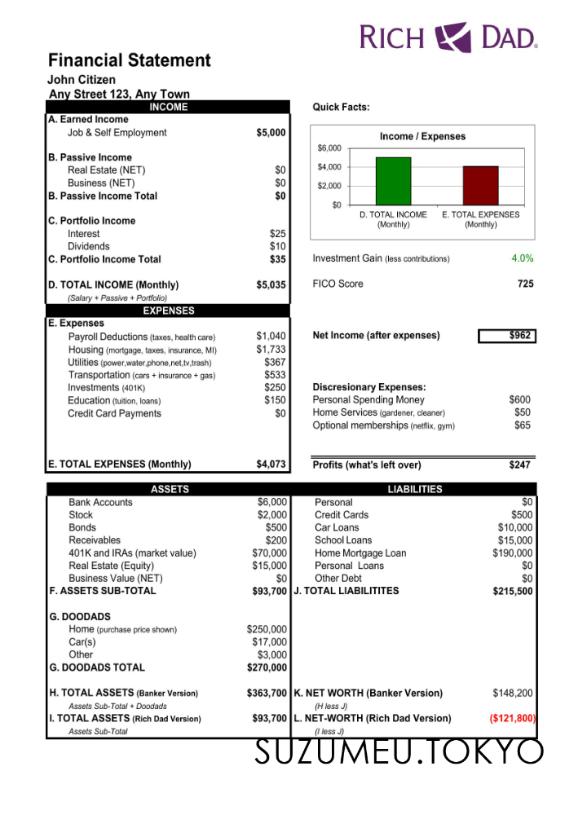 RICH DAD.
Financial Statement
John Citizen
Any Street 123, Any Town
INCOME
A. Earned Income
Job & Self Employment $5,000
B. Passive Income
Real Estate (NET) $0
Business (NET) $0
B. Passive Income Total $0
C. Portfolio Income
Interest $25
Dividends $10
C. Portfolio Income Total $35
D. TOTAL INCOME (Monthly) $5,035
(Salary + Passive + Portfolio)
EXPENSES
E. Expenses
Payroll Deductions (taxes, health care) $1,040
Housing (mortgage, taxes, insurance, MI) $1,733
Utilities (power,water,phone,net,tv,trash) $367
Transportation (cars + insurance + gas) $533
Investments (401K) $250
Education (tuition, loans) $150
Credit Card Payments $0
E. TOTAL EXPENSES (Monthly) $4,073
Quick Facts:
Income / Expenses
$6,000
$4,000
$2,000
$0
D. TOTAL INCOME E. TOTAL EXPENSES
(Monthly) (Monthly)
Investment Gain (less contributions) 4.0%
FICO Score 725
Net Income (after expenses) $962
Discresionary Expenses:
Personal Spending Money $600
Home Services (gardener, cleaner) $50
Optional memberships (netflix, gym) $65
Profits (what's left over) $247
ASSETS
Bank Accounts $6,000
Stock $2,000
Bonds $500
Receivables $200
401K and IRAs (market value) $70,000
Real Estate (Equity) $15,000
Business Value (NET) $0
F. ASSETS SUB-TOTAL $93,700
G. DOODADS
Home (purchase price shown) $250,000
Car(s) $17,000
Other $3,000
G. DOODADS TOTAL $270,000
H. TOTAL ASSETS (Banker Version) $363,700
Assets Sub-Total + Doodads
I. TOTAL ASSETS (Rich Dad Version) $93,700
Assets Sub-Total
LIABILITIES
Personal $0
Credit Cards $500
Car Loans $10,000
School Loans $15,000
Home Mortgage Loan $190,000
Personal Loans $0
Other Debt $0
J. TOTAL LIABILITITES $215,500
K. NET WORTH (Banker Version) $148,200
(H less J)
L. NET-WORTH (Rich Dad Version) ($121,800)
(I less J)
SUZUMEU.TOKYO